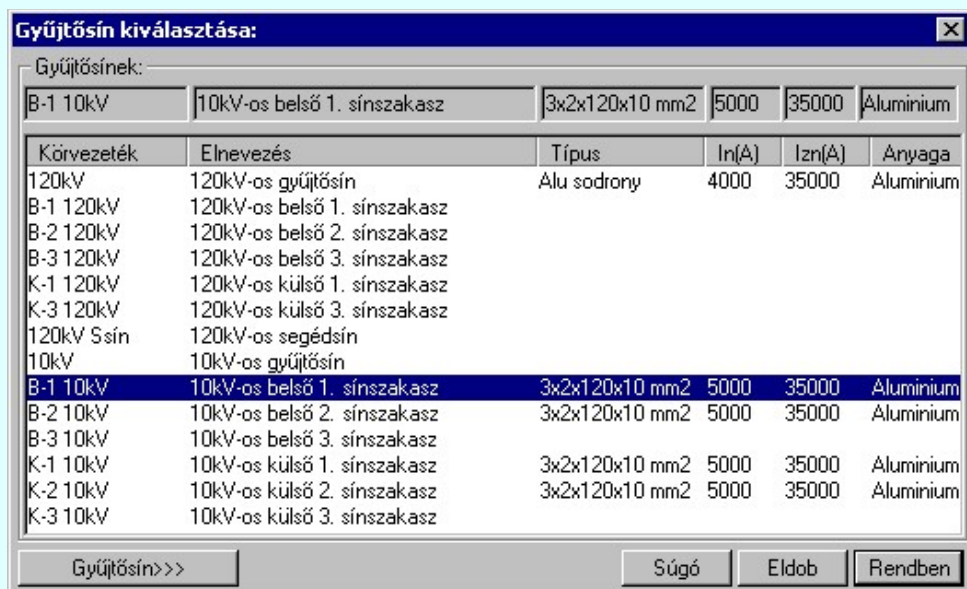 Gyűjtősín kiválasztása:
Gyűjtősínek:
B-1 10kV 10kV-os belső 1. sínszakasz 3x2x120x10 mm2 5000 35000 Aluminium
Körvezeték Elnevezés Típus In(A) Izn(A) Anyaga
120kV 120kV-os gyűjtősín Alu sodrony 4000 35000 Aluminium
B-1 120kV 120kV-os belső 1. sínszakasz
B-2 120kV 120kV-os belső 2. sínszakasz
B-3 120kV 120kV-os belső 3. sínszakasz
K-1 120kV 120kV-os külső 1. sínszakasz
K-3 120kV 120kV-os külső 3. sínszakasz
120kV Ssín 120kV-os segédsín
10kV 10kV-os gyűjtősín
B-1 10kV 10kV-os belső 1. sínszakasz 3x2x120x10 mm2 5000 35000 Aluminium
B-2 10kV 10kV-os belső 2. sínszakasz 3x2x120x10 mm2 5000 35000 Aluminium
B-3 10kV 10kV-os belső 3. sínszakasz
K-1 10kV 10kV-os külső 1. sínszakasz 3x2x120x10 mm2 5000 35000 Aluminium
K-2 10kV 10kV-os külső 2. sínszakasz 3x2x120x10 mm2 5000 35000 Aluminium
K-3 10kV 10kV-os külső 3. sínszakasz
Gyűjtősín>>> Súgó Eldob Rendben